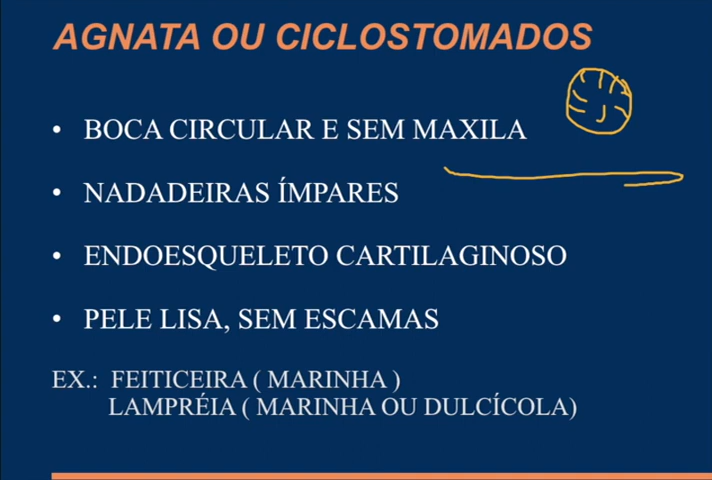 AGNATA OU CICLOSTOMADOS
• BOCA CIRCULAR E SEM MAXILA
• NADADEIRAS ÍMPARES
• ENDOESQUELETO CARTILAGINOSO
• PELE LISA, SEM ESCAMAS
EX.: FEITICEIRA ( MARINHA )
LAMPRÉIA ( MARINHA OU DULCÍCOLA)